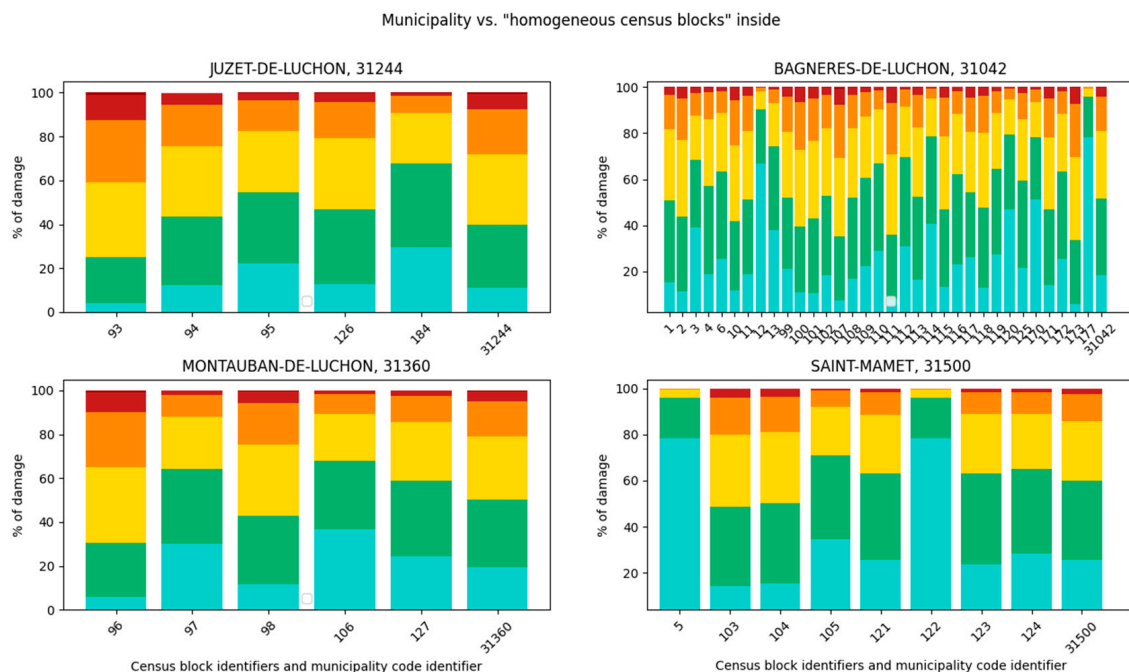 Municipality vs. "homogeneous census blocks" inside
JUZET-DE-LUCHON, 31244
% of damage
100
80
60
40
20
0
93 94 95 126 184 31244
BAGNERES-DE-LUCHON, 31042
% of damage
100
80
60
40
20
1 2 3 4 6 10 11 12 13 99 100 101 102 107 108 109 110 111 112 113 114 115 116 117 118 119 120 125 170 171 172 173 177 31042
MONTAUBAN-DE-LUCHON, 31360
% of damage
100
80
60
40
20
0
96 97 98 106 127 31360
Census block identifiers and municipality code identifier
SAINT-MAMET, 31500
% of damage
100
80
60
40
20
5 103 104 105 121 122 123 124 31500
Census block identifiers and municipality code identifier